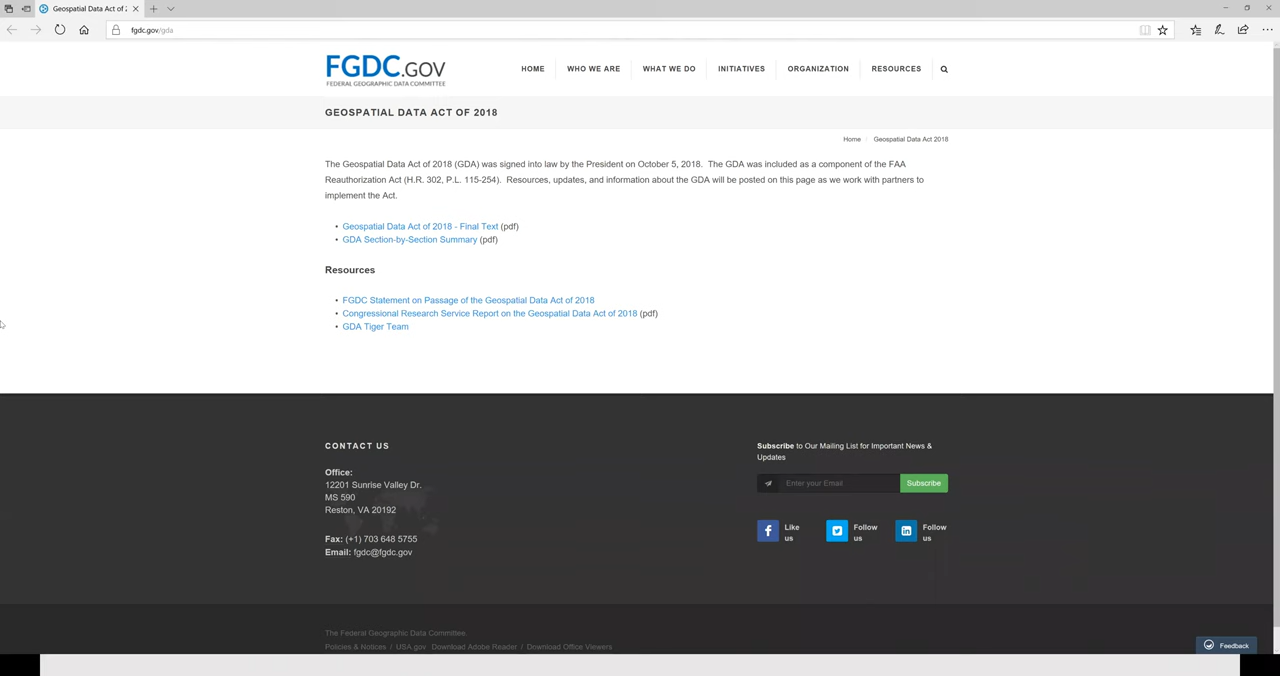 Geospatial Data Act of 2
fgdc.gov/gda
FGDC.GOV
FEDERAL GEOGRAPHIC DATA COMMITTEE
HOME WHO WE ARE WHAT WE DO INITIATIVES ORGANIZATION RESOURCES
GEOSPATIAL DATA ACT OF 2018
Home / Geospatial Data Act 2018
The Geospatial Data Act of 2018 (GDA) was signed into law by the President on October 5, 2018. The GDA was included as a component of the FAA
Reauthorization Act (H.R. 302, P.L. 115-254). Resources, updates, and information about the GDA will be posted on this page as we work with partners to
implement the Act.
• Geospatial Data Act of 2018 - Final Text (pdf)
• GDA Section-by-Section Summary (pdf)
Resources
• FGDC Statement on Passage of the Geospatial Data Act of 2018
• Congressional Research Service Report on the Geospatial Data Act of 2018 (pdf)
• GDA Tiger Team
CONTACT US
Office:
12201 Sunrise Valley Dr.
MS 590
Reston, VA 20192
Fax: (+1) 703 648 5755
Email: fgdc@fgdc.gov
Subscribe to Our Mailing List for Important News &
Updates
Enter your Email Subscribe
Like
us
Follow
us
Follow
us
The Federal Geographic Data Committee.
Policies & Notices / USA.gov Download Adobe Reader / Download Office Viewers
Feedback